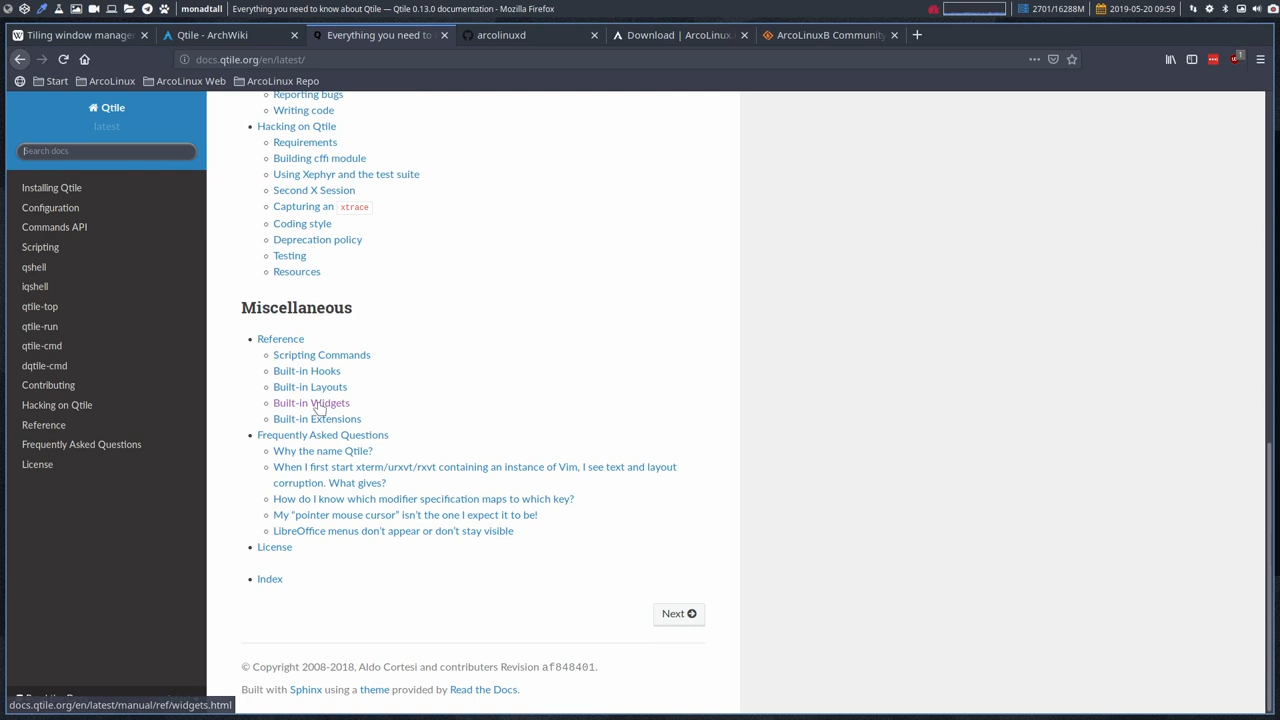 monadtall
Everything you need to know about Qtile — Qtile 0.13.0 documentation - Mozilla Firefox
2701/16288M
2019-05-20 09:59
Tiling window manage
Qtile - ArchWiki
Everything you need to
arcolinuxd
Download | ArcoLinux.
ArcoLinuxB Community
docs.qtile.org/en/latest/
1
Start
ArcoLinux
ArcoLinux Web
ArcoLinux Repo
Qtile
latest
Search docs
Installing Qtile
Configuration
Commands API
Scripting
qshell
iqshell
qtile-top
qtile-run
qtile-cmd
dqtile-cmd
Contributing
Hacking on Qtile
Reference
Frequently Asked Questions
License
Reporting bugs
Writing code
Hacking on Qtile
Requirements
Building cffi module
Using Xephyr and the test suite
Second X Session
Capturing an xtrace
Coding style
Deprecation policy
Testing
Resources
Miscellaneous
Reference
Scripting Commands
Built-in Hooks
Built-in Layouts
Built-in Widgets
Built-in Extensions
Frequently Asked Questions
Why the name Qtile?
When I first start xterm/urxvt/rxvt containing an instance of Vim, I see text and layout
corruption. What gives?
How do I know which modifier specification maps to which key?
My “pointer mouse cursor” isn’t the one I expect it to be!
LibreOffice menus don’t appear or don’t stay visible
License
Index
Next
© Copyright 2008-2018, Aldo Cortesi and contributers Revision af848401.
Built with Sphinx using a theme provided by Read the Docs.
docs.qtile.org/en/latest/manual/ref/widgets.html